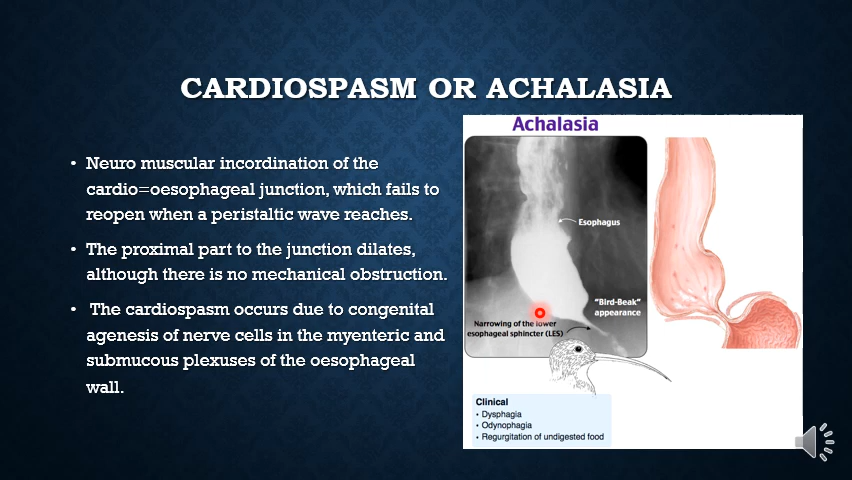 CARDIOSPASM OR ACHALASIA
• Neuro muscular incordination of the
cardio=oesophageal junction, which fails to
reopen when a peristaltic wave reaches.
• The proximal part to the junction dilates,
although there is no mechanical obstruction.
• The cardiospasm occurs due to congenital
agenesis of nerve cells in the myenteric and
submucous plexuses of the oesophageal
wall.
Achalasia
Esophagus
"Bird-Beak"
appearance
Narrowing of the lower
esophageal sphincter (LES)
Clinical
• Dysphagia
• Odynophagia
• Regurgitation of undigested food